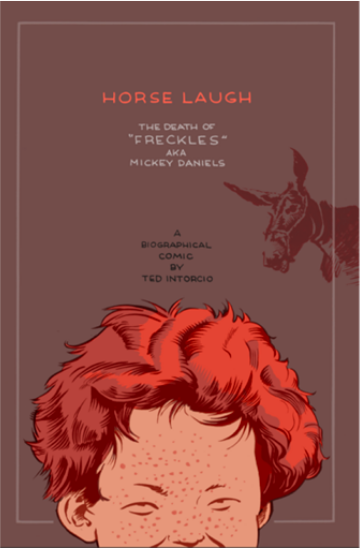 HORSE LAUGH
THE DEATH OF
"FRECKLES"
AKA
MICKEY DANIELS
A
BIOGRAPHICAL
COMIC
BY
TED INTORCIO